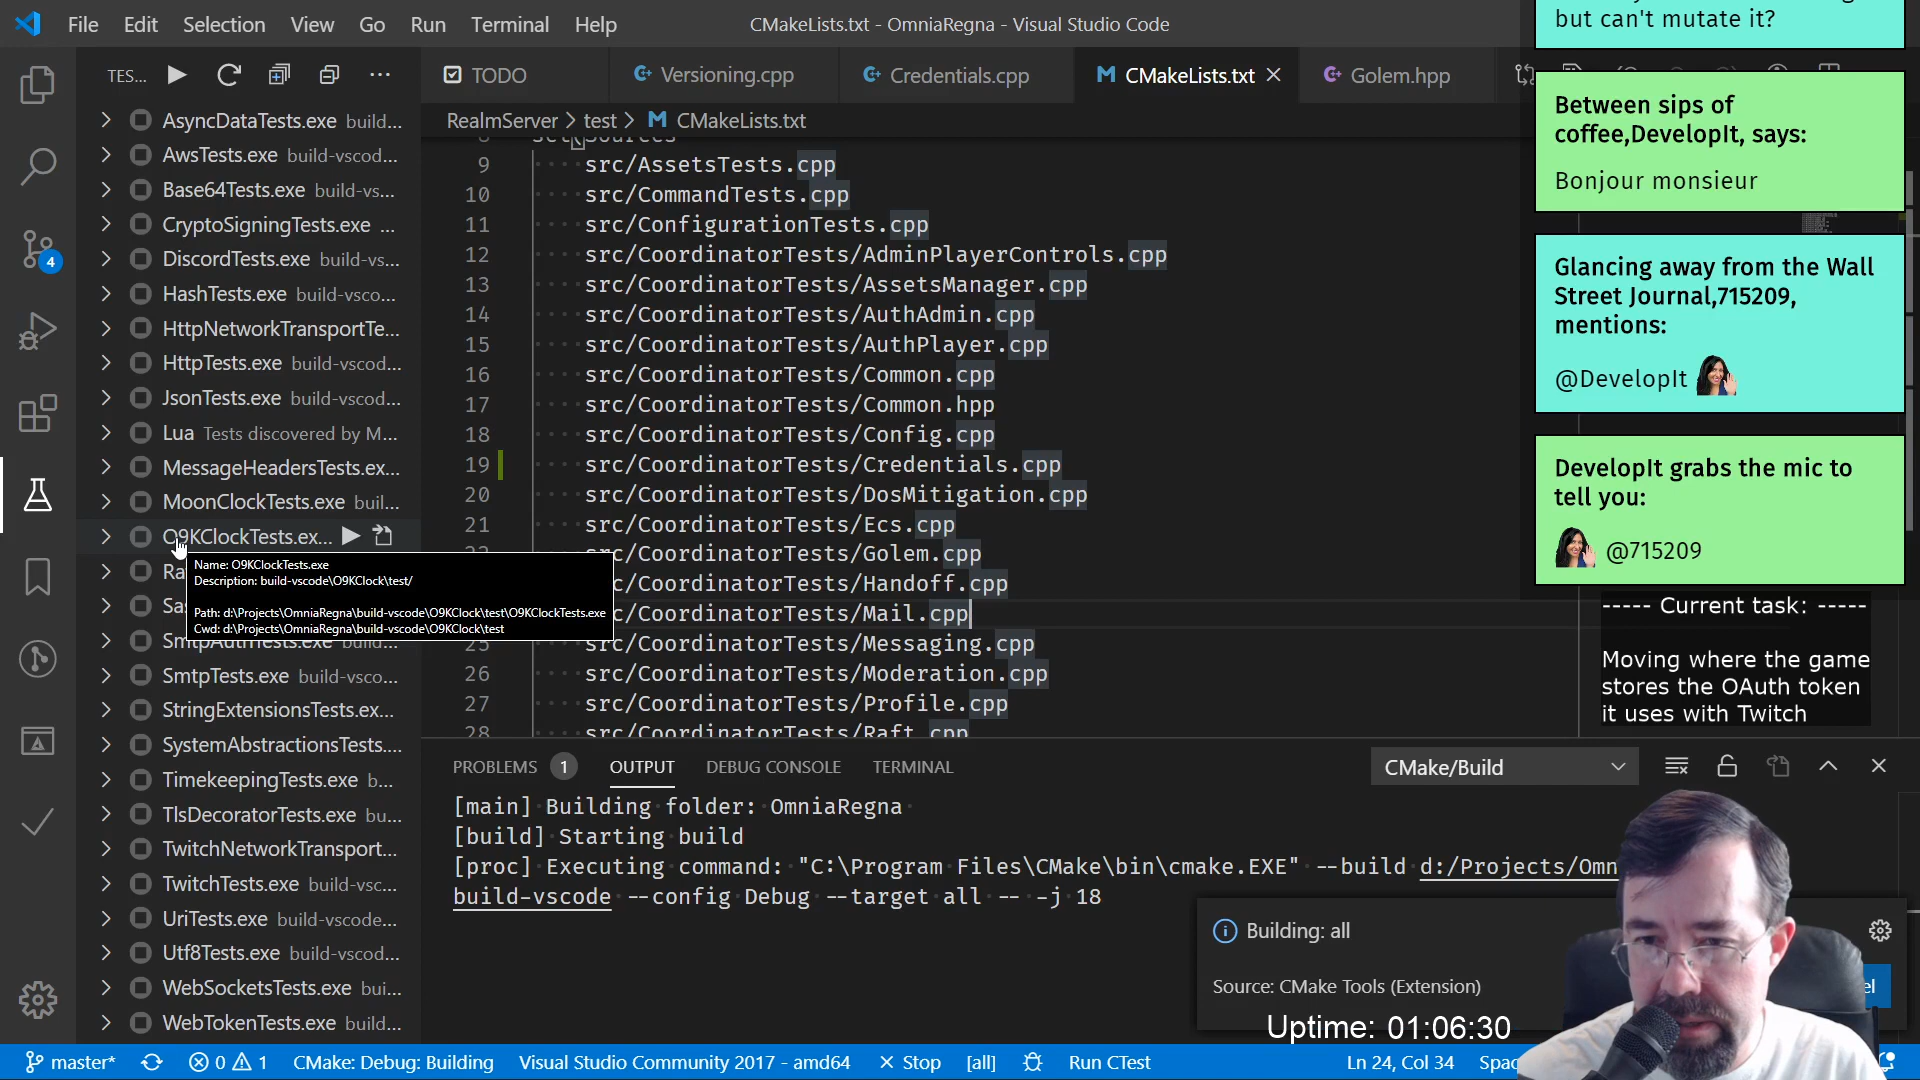 File Edit Selection View Go Run Terminal Help
CMakeLists.txt - OmniaRegna - Visual Studio Code
but can't mutate it?
TES...
TODO
Versioning.cpp
Credentials.cpp
CMakeLists.txt
Golem.hpp
RealmServer > test > CMakeLists.txt
AsyncDataTests.exe build...
AwsTests.exe build-vscod...
Base64Tests.exe build-vs...
CryptoSigningTests.exe ...
DiscordTests.exe build-vs...
HashTests.exe build-vsco...
HttpNetworkTransportTe...
HttpTests.exe build-vscod...
JsonTests.exe build-vscod...
Lua Tests discovered by M...
MessageHeadersTests.ex...
MoonClockTests.exe buil...
O9KClockTests.ex...
Name: O9KClockTests.exe
Description: build-vscode\O9KClock\test/
Path: d:\Projects\OmniaRegna\build-vscode\O9KClock\test\O9KClockTests.exe
Cwd: d:\Projects\OmniaRegna\build-vscode\O9KClock\test
SmtpAuthTests.exe build-...
SmtpTests.exe build-vsco...
StringExtensionsTests.ex...
SystemAbstractionsTests....
TimekeepingTests.exe b...
TlsDecoratorTests.exe bu...
TwitchNetworkTransport...
TwitchTests.exe build-vsc...
UriTests.exe build-vscode...
Utf8Tests.exe build-vscod...
WebSocketsTests.exe bui...
WebTokenTests.exe build...
4
8 set(Sources
9 src/AssetsTests.cpp
10 src/CommandTests.cpp
11 src/ConfigurationTests.cpp
12 src/CoordinatorTests/AdminPlayerControls.cpp
13 src/CoordinatorTests/AssetsManager.cpp
14 src/CoordinatorTests/AuthAdmin.cpp
15 src/CoordinatorTests/AuthPlayer.cpp
16 src/CoordinatorTests/Common.cpp
17 src/CoordinatorTests/Common.hpp
18 src/CoordinatorTests/Config.cpp
19 src/CoordinatorTests/Credentials.cpp
20 src/CoordinatorTests/DosMitigation.cpp
21 src/CoordinatorTests/Ecs.cpp
/CoordinatorTests/Golem.cpp
c/CoordinatorTests/Handoff.cpp
c/CoordinatorTests/Mail.cpp
25 src/CoordinatorTests/Messaging.cpp
26 src/CoordinatorTests/Moderation.cpp
27 src/CoordinatorTests/Profile.cpp
28 src/CoordinatorTests/Raft.cpp
Between sips of
coffee,DevelopIt, says:
Bonjour monsieur
Glancing away from the Wall
Street Journal,715209,
mentions:
@DevelopIt
DevelopIt grabs the mic to
tell you:
@715209
----- Current task: -----
Moving where the game
stores the OAuth token
it uses with Twitch
PROBLEMS 1 OUTPUT DEBUG CONSOLE TERMINAL
CMake/Build
[main] Building folder: OmniaRegna
[build] Starting build
[proc] Executing command: "C:\Program Files\CMake\bin\cmake.EXE" --build d:/Projects/Omn
build-vscode --config Debug --target all -- -j 18
Building: all
Source: CMake Tools (Extension)
el
Uptime: 01:06:30
master* 0 1 CMake: Debug: Building Visual Studio Community 2017 - amd64 Stop [all] Run CTest Ln 24, Col 34 Spac